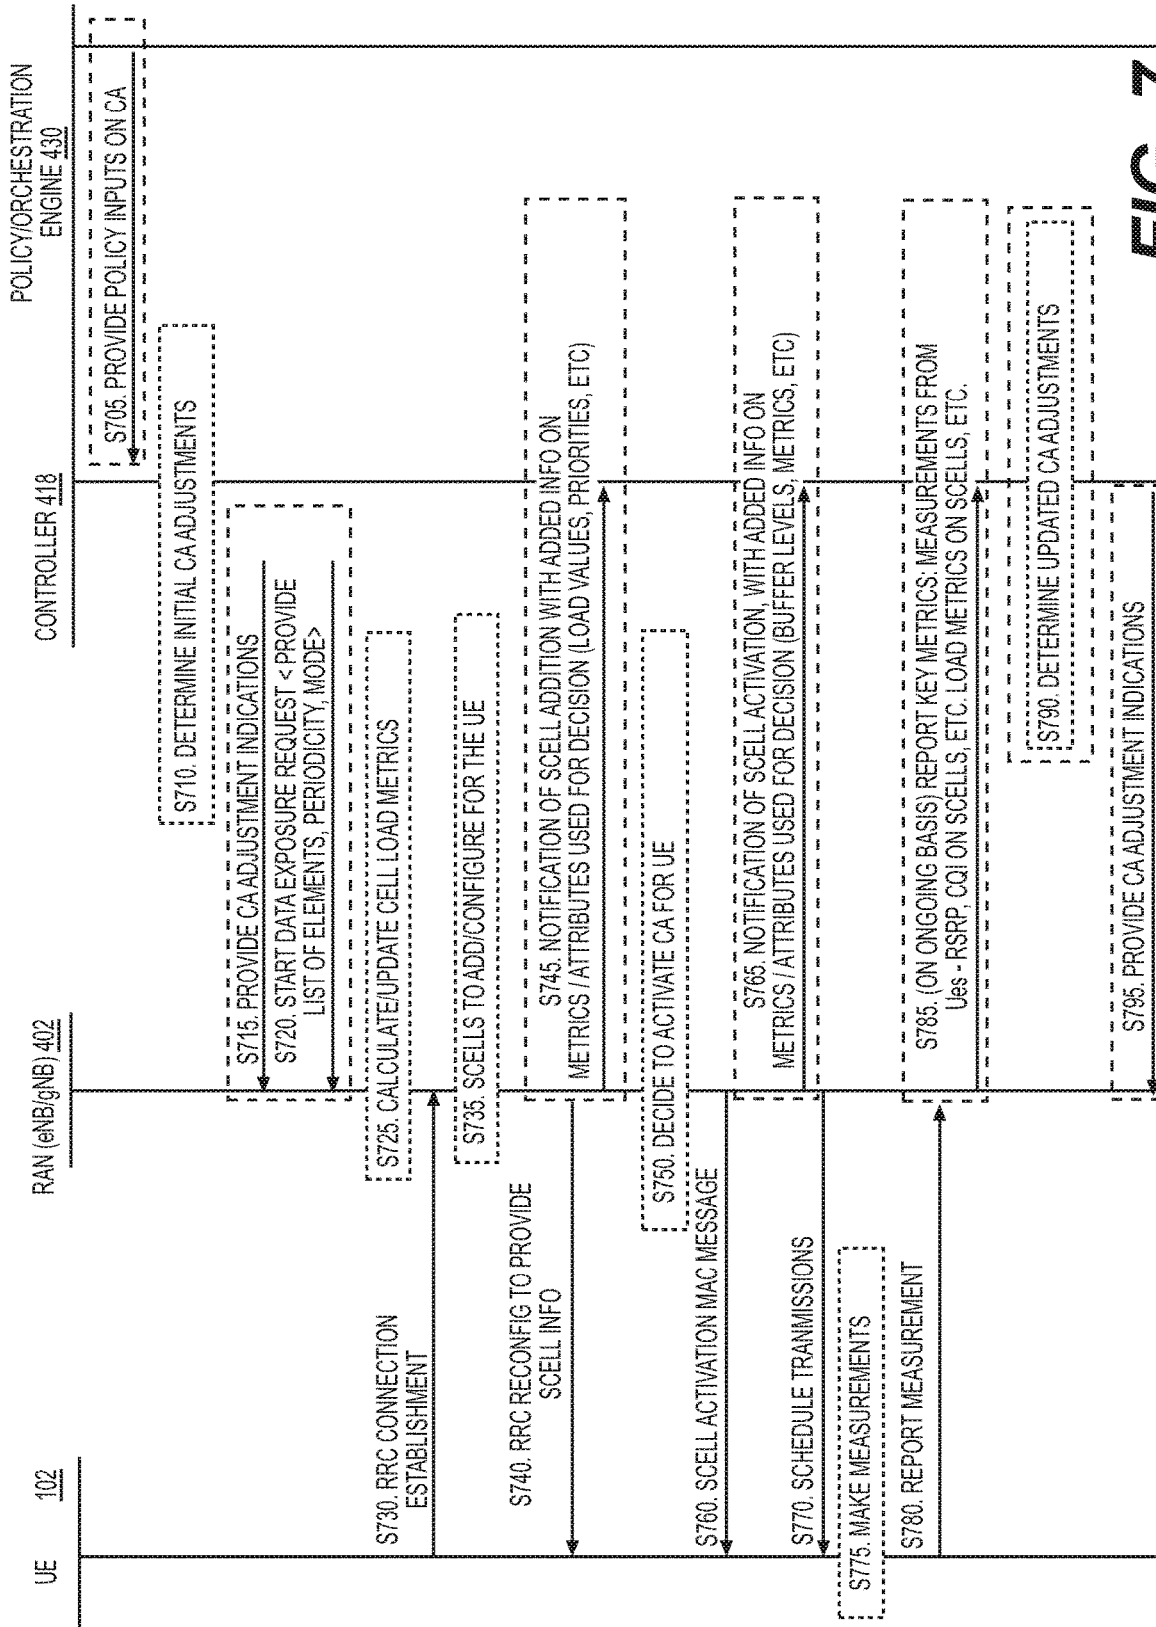 UE 102
RAN (eNB/gNB) 402
CONTROLLER 418
POLICY/ORCHESTRATION
ENGINE 430
S705. PROVIDE POLICY INPUTS ON CA
S710. DETERMINE INITIAL CA ADJUSTMENTS
S715. PROVIDE CA ADJUSTMENT INDICATIONS
S720. START DATA EXPOSURE REQUEST < PROVIDE
LIST OF ELEMENTS, PERIODICITY, MODE>
S725. CALCULATE/UPDATE CELL LOAD METRICS
S730. RRC CONNECTION
ESTABLISHMENT
S735. SCELLS TO ADD/CONFIGURE FOR THE UE
S740. RRC RECONFIG TO PROVIDE
SCELL INFO
S745. NOTIFICATION OF SCELL ADDITION WITH ADDED INFO ON
METRICS / ATTRIBUTES USED FOR DECISION (LOAD VALUES, PRIORITIES, ETC)
S750. DECIDE TO ACTIVATE CA FOR UE
S760. SCELL ACTIVATION MAC MESSAGE
S765. NOTIFICATION OF SCELL ACTIVATION, WITH ADDED INFO ON
METRICS / ATTRIBUTES USED FOR DECISION (BUFFER LEVELS, METRICS, ETC)
S770. SCHEDULE TRANMISSIONS
S775. MAKE MEASUREMENTS
S780. REPORT MEASUREMENT
S785. (ON ONGOING BASIS) REPORT KEY METRICS: MEASUREMENTS FROM
Ues - RSRP, CQI ON SCELLS, ETC. LOAD METRICS ON SCELLS, ETC.
S790. DETERMINE UPDATED CA ADJUSTMENTS
S795. PROVIDE CA ADJUSTMENT INDICATIONS
FIG. 7